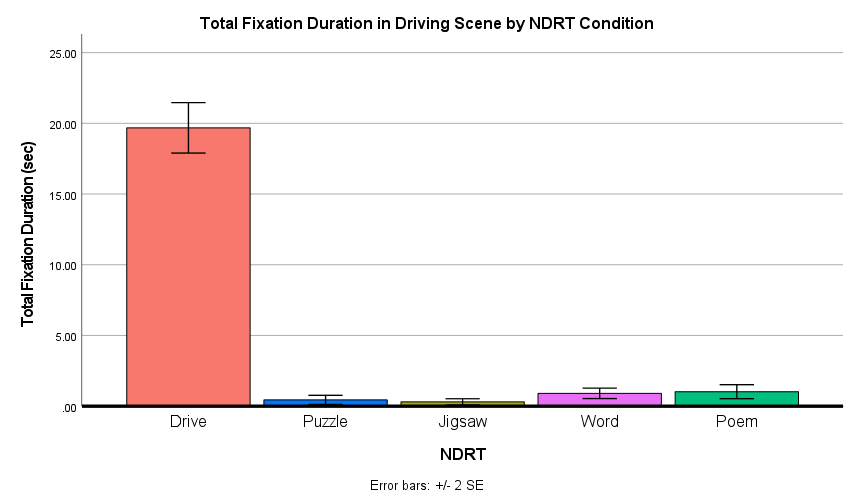 Total Fixation Duration in Driving Scene by NDRT Condition
Total Fixation Duration (sec)
25.00
20.00
15.00
10.00
5.00
.00
Drive Puzzle Jigsaw Word Poem
NDRT
Error bars: +/- 2 SE